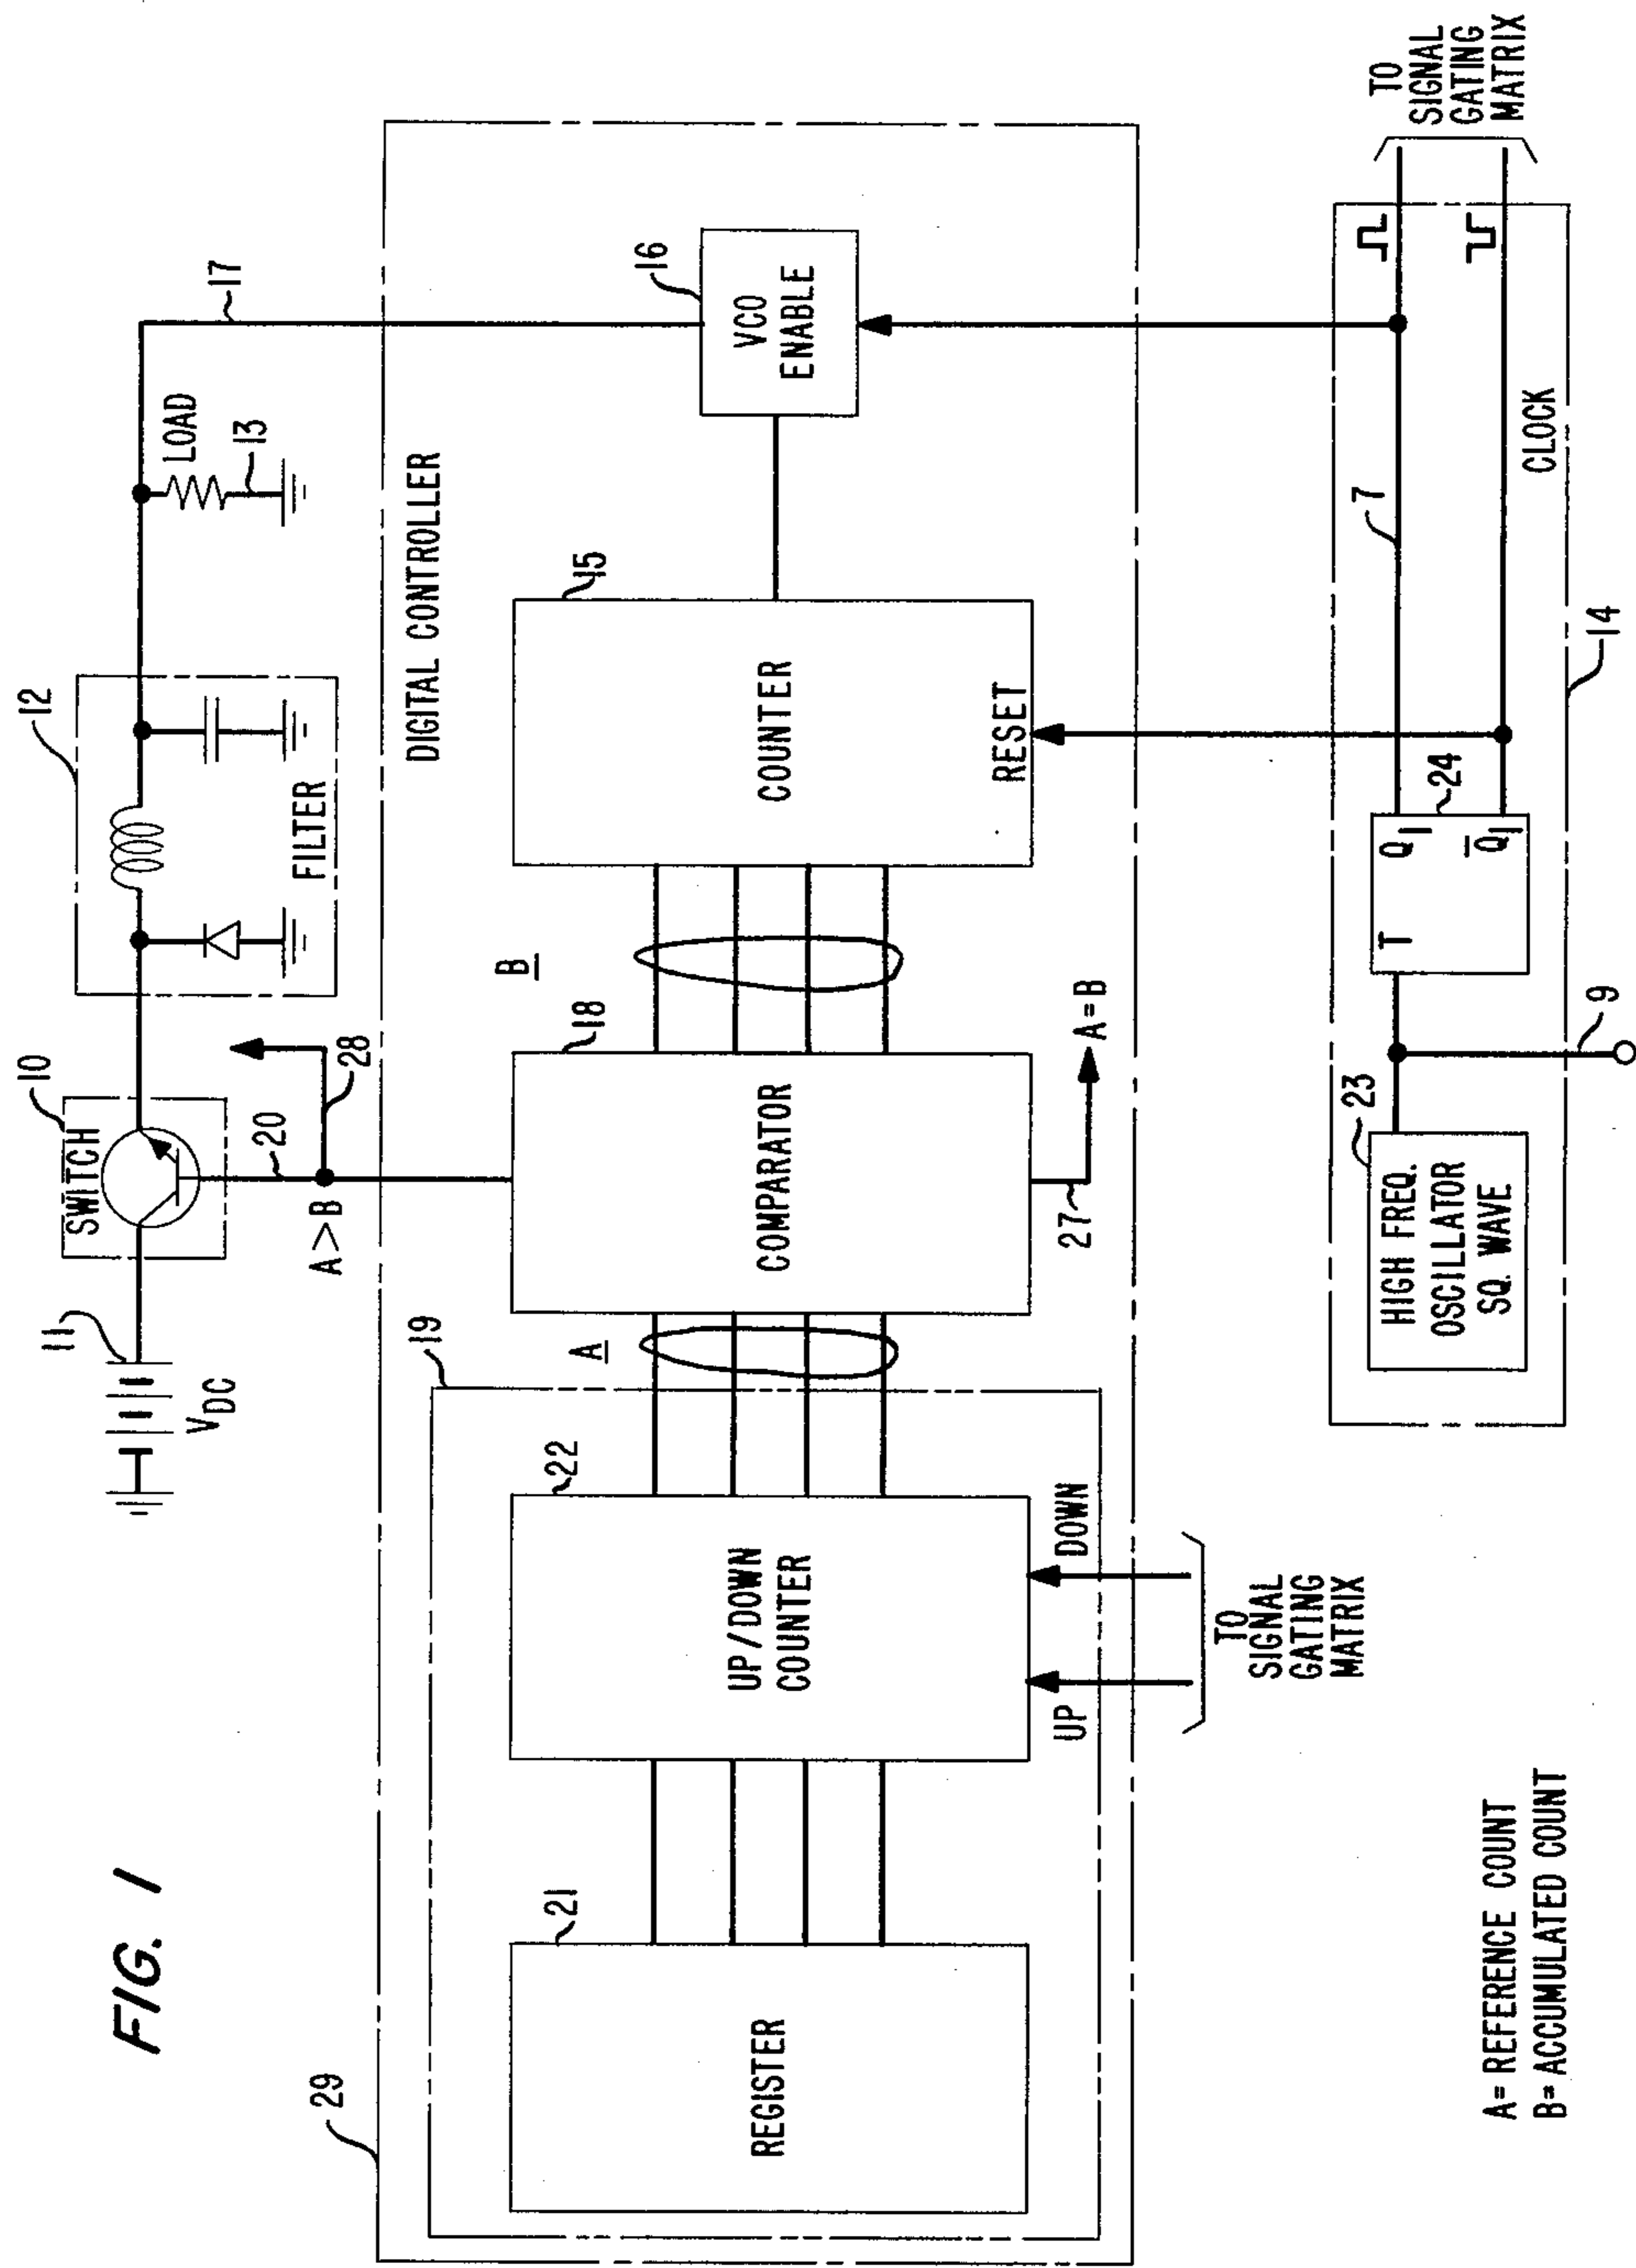 FIG. 1
10
SWITCH
11
VDC
20
28
A>B
12
FILTER
LOAD
13
17
29
DIGITAL CONTROLLER
19
21
REGISTER
22
UP/DOWN
COUNTER
UP
DOWN
TO
SIGNAL
GATING
MATRIX
A
18
COMPARATOR
27
A=B
B
15
COUNTER
RESET
16
VCO
ENABLE
23
HIGH FREQ.
OSCILLATOR
SQ. WAVE
9
T
Q1
Q̅1
24
7
CLOCK
14
TO
SIGNAL
GATING
MATRIX
A= REFERENCE COUNT
B= ACCUMULATED COUNT